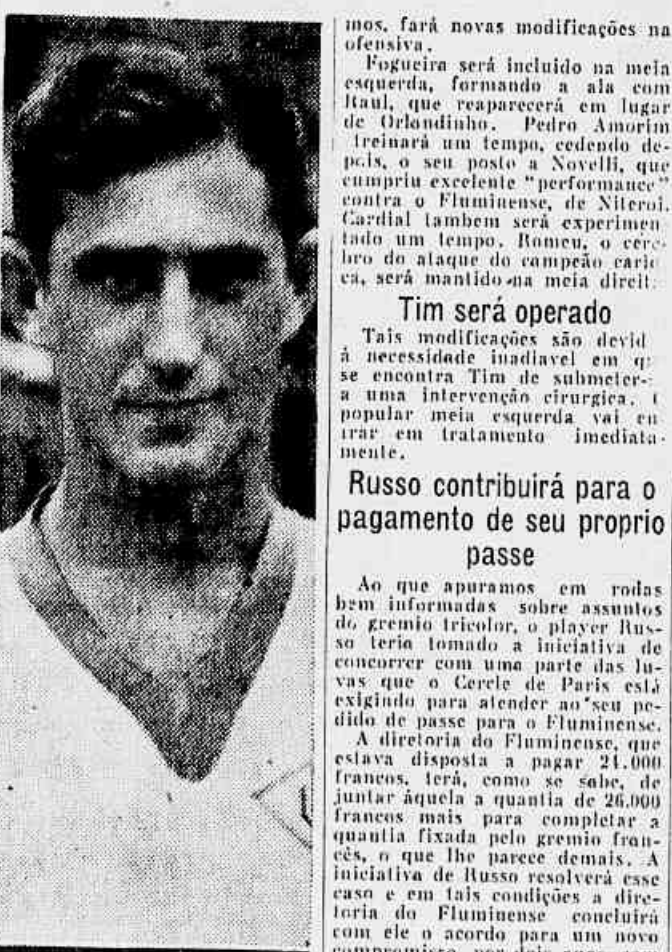 mos, fará novas modificações na
ofensiva.
Fogueira será incluido na meia
esquerda, formando a ala com
Raul, que reaparecerá em lugar
de Orlandinho. Pedro Amorim
treinará um tempo, cedendo de-
pois, o seu posto a Novelli, que
cumpriu excelente "performance"
contra o Fluminense, de Niteroi.
Cardial tambem será experimen
tado um tempo. Romeu, o cere-
bro do ataque do campeão cario
ca, será mantido na meia direit
Tim será operado
Tais modificações são devid
á necessidade inadiavel em q
se encontra Tim de submeter-
a uma intervenção cirurgica.
popular meia esquerda vai en
trar em tratamento imediata-
mente.
Russo contribuirá para o
pagamento de seu proprio
passe
Ao que apuramos em rodas
bem informadas sobre assuntos
do gremio tricolor, o player Rus-
so teria tomado a iniciativa de
concorrer com uma parte das lu-
vas que o Cercle de Paris está
exigindo para atender ao seu pe-
dido de passe para o Fluminense.
A diretoria do Fluminense, que
estava disposta a pagar 24.000
francos, terá, como se sabe, de
juntar áquela a quantia de 26.000
francos mais para completar a
quantia fixada pelo gremio fran-
cês, o que lhe parece demais. A
iniciativa de Russo resolverá esse
caso e em tais condições a dire-
toria do Fluminense concluirá
com ele o acordo para um novo